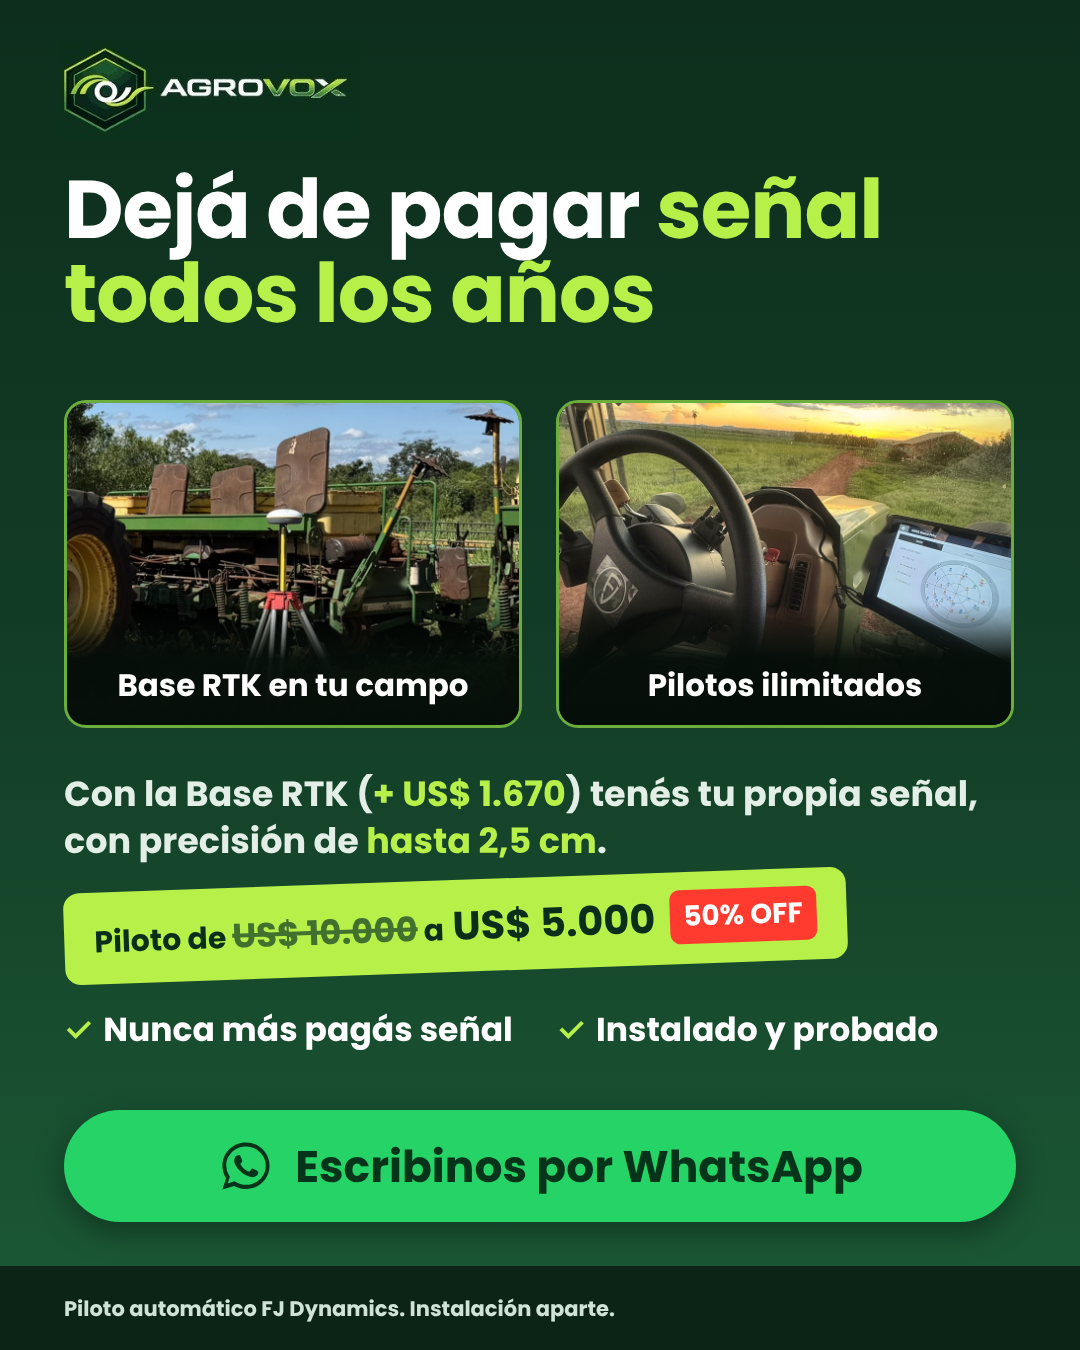 AGROVOX
Dejá de pagar señal
todos los años
Base RTK en tu campo
Pilotos ilimitados
Con la Base RTK (+ US$ 1.670) tenés tu propia señal,
con precisión de hasta 2,5 cm.
Piloto de US$ 10.000 a US$ 5.000 50% OFF
✓ Nunca más pagás señal ✓ Instalado y probado
Escribinos por WhatsApp
Piloto automático FJ Dynamics. Instalación aparte.